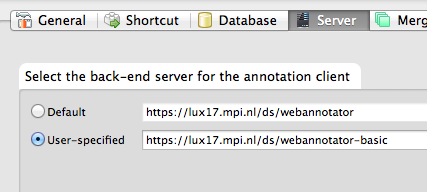 General Shortcut Database Server
Select the back-end server for the annotation client
Default https://lux17.mpi.nl/ds/webannotator
User-specified https://lux17.mpi.nl/ds/webannotator-basic